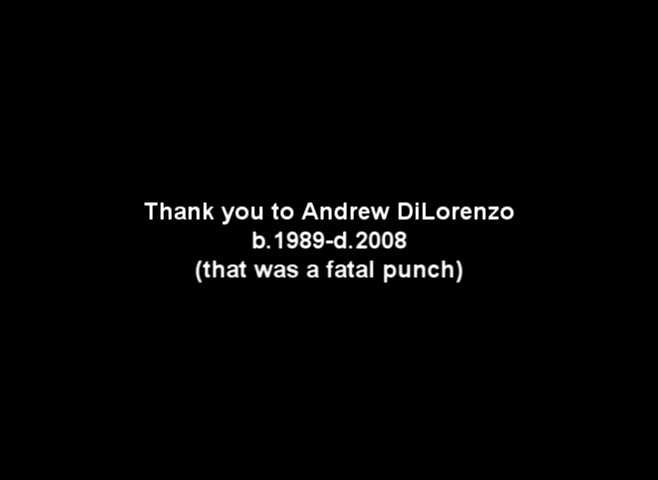 Thank you to Andrew DiLorenzo
b.1989-d.2008
(that was a fatal punch)